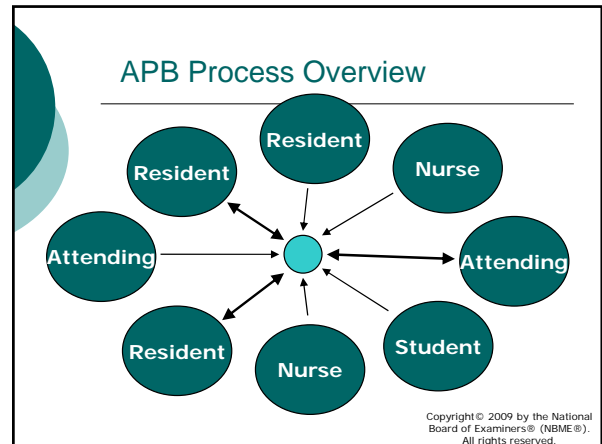 APB Process Overview
Resident
Resident
Nurse
Attending
Attending
Resident
Nurse
Student
Copyright© 2009 by the National
Board of Examiners® (NBME®).
All rights reserved.